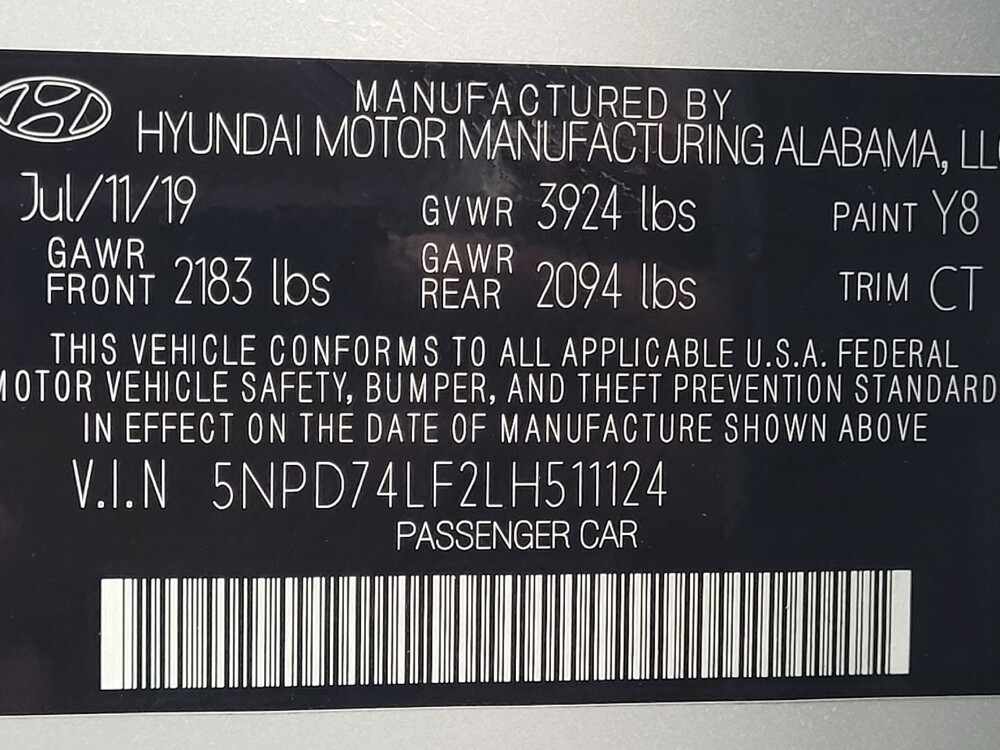 MANUFACTURED BY
HYUNDAI MOTOR MANUFACTURING ALABAMA, LLC
Jul/11/19 GVWR 3924 lbs PAINT Y8
GAWR FRONT 2183 lbs GAWR REAR 2094 lbs TRIM CT
THIS VEHICLE CONFORMS TO ALL APPLICABLE U.S.A. FEDERAL
MOTOR VEHICLE SAFETY, BUMPER, AND THEFT PREVENTION STANDARD
IN EFFECT ON THE DATE OF MANUFACTURE SHOWN ABOVE
V.I.N 5NPD74LF2LH511124
PASSENGER CAR